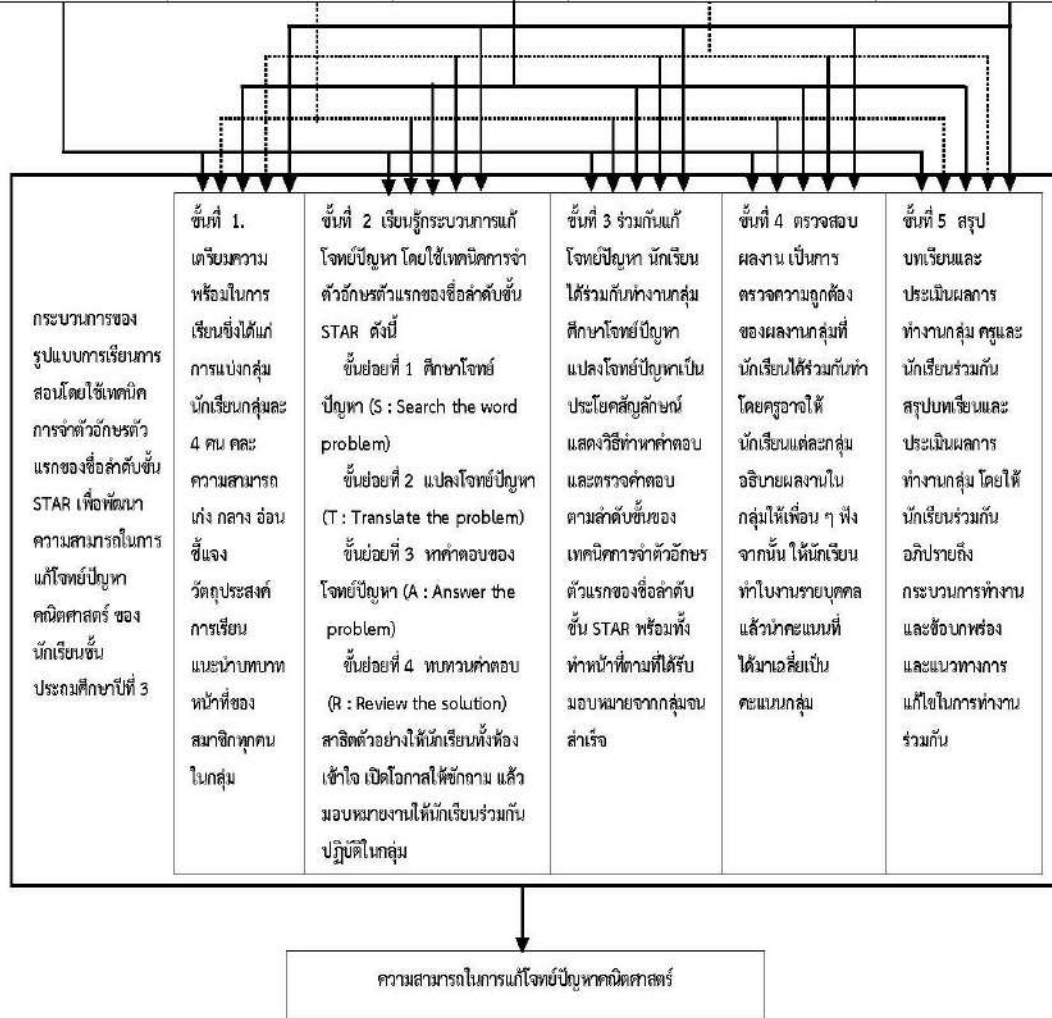 กระบวนการของ
รูปแบบการเรียนการ
สอนโดยใช้เทคนิค
การจำตัวอักษรตัว
แรกของชื่อลำดับขั้น
STAR เพื่อพัฒนา
ความสามารถในการ
แก้โจทย์ปัญหา
คณิตศาสตร์ ของ
นักเรียนชั้น
ประถมศึกษาปีที่ 3
ขั้นที่ 1.
เตรียมความ
พร้อมในการ
เรียนซึ่งได้แก่
การแบ่งกลุ่ม
นักเรียนกลุ่มละ
4 คน คละ
ความสามารถ
เก่ง กลาง อ่อน
ชี้แจง
วัตถุประสงค์
การเรียน
แนะนำบทบาท
หน้าที่ของ
สมาชิกทุกคน
ในกลุ่ม
ขั้นที่ 2 เรียนรู้กระบวนการแก้
โจทย์ปัญหา โดยใช้เทคนิคการจำ
ตัวอักษรตัวแรกของชื่อลำดับขั้น
STAR ดังนี้
ขั้นย่อยที่ 1 ศึกษาโจทย์
ปัญหา (S : Search the word
problem)
ขั้นย่อยที่ 2 แปลงโจทย์ปัญหา
(T : Translate the problem)
ขั้นย่อยที่ 3 หาคำตอบของ
โจทย์ปัญหา (A : Answer the
problem)
ขั้นย่อยที่ 4 ทบทวนคำตอบ
(R : Review the solution)
สาธิตตัวอย่างให้นักเรียนทั้งห้อง
เข้าใจ เปิดโอกาสให้ซักถาม แล้ว
มอบหมายงานให้นักเรียนร่วมกัน
ปฏิบัติในกลุ่ม
ขั้นที่ 3 ร่วมกันแก้
โจทย์ปัญหา นักเรียน
ได้ร่วมกันทำงานกลุ่ม
ศึกษาโจทย์ปัญหา
แปลงโจทย์ปัญหาเป็น
ประโยคสัญลักษณ์
แสดงวิธีทำหาคำตอบ
และตรวจคำตอบ
ตามลำดับขั้นของ
เทคนิคการจำตัวอักษร
ตัวแรกของชื่อลำดับ
ขั้น STAR พร้อมทั้ง
ทำหน้าที่ตามที่ได้รับ
มอบหมายจากกลุ่มจน
สำเร็จ
ขั้นที่ 4 ตรวจสอบ
ผลงาน เป็นการ
ตรวจความถูกต้อง
ของผลงานกลุ่มที่
นักเรียนได้ร่วมกันทำ
โดยครูอาจให้
นักเรียนแต่ละกลุ่ม
อธิบายผลงานใน
กลุ่มให้เพื่อน ๆ ฟัง
จากนั้น ให้นักเรียน
ทำใบงานรายบุคคล
แล้วนำคะแนนที่
ได้มาเฉลี่ยเป็น
คะแนนกลุ่ม
ขั้นที่ 5 สรุป
บทเรียนและ
ประเมินผลการ
ทำงานกลุ่ม ครูและ
นักเรียนร่วมกัน
สรุปบทเรียนและ
ประเมินผลการ
ทำงานกลุ่ม โดยให้
นักเรียนร่วมกัน
อภิปรายถึง
กระบวนการทำงาน
และข้อบกพร่อง
และแนวทางการ
แก้ไขในการทำงาน
ร่วมกัน
ความสามารถในการแก้โจทย์ปัญหาคณิตศาสตร์